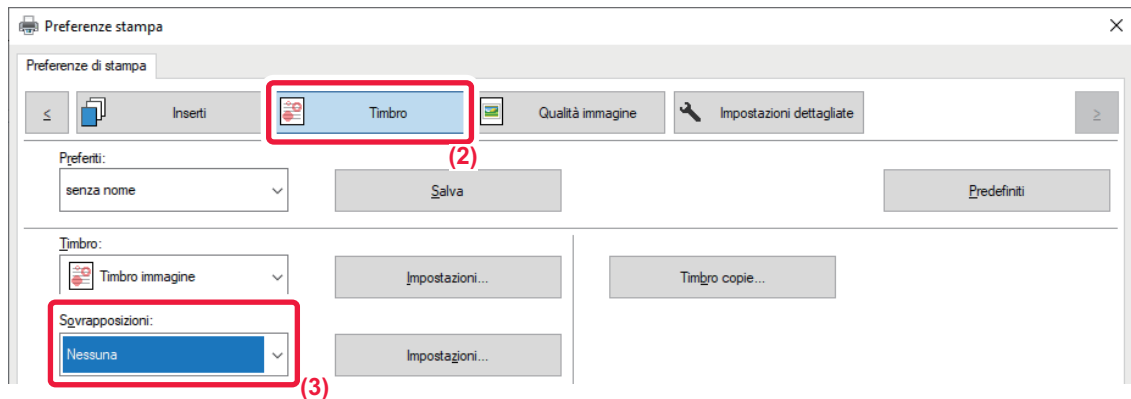 Preferenze stampa
Preferenze di stampa
≤ Inserti Timbro Qualità immagine Impostazioni dettagliate ≥
(2)
Preferiti:
senza nome Salva Predefiniti
Timbro:
Timbro immagine Impostazioni... Timbro copie...
Sovrapposizioni:
Nessuna Impostazioni...
(3)